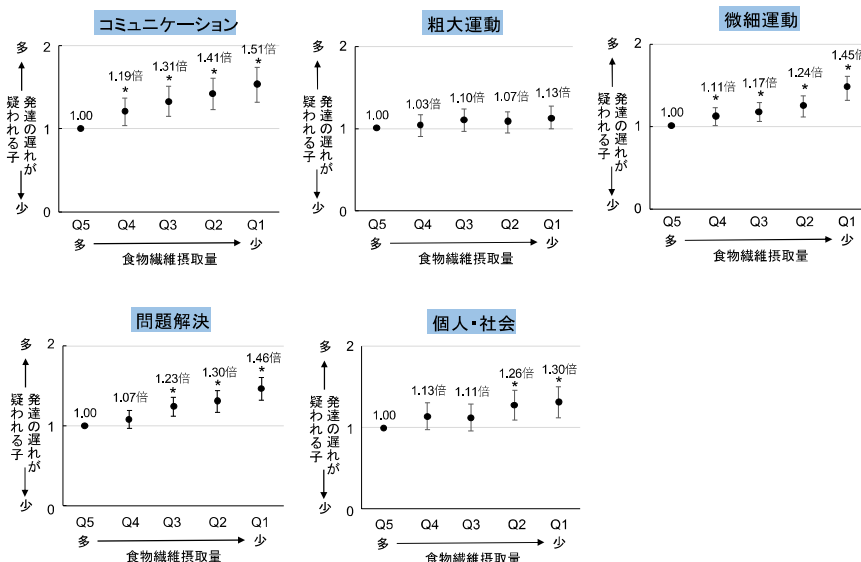 コミュニケーション
多
発達の遅れが
疑われる子
少
2
1
0
1.00
1.19倍
*
1.31倍
*
1.41倍
*
1.51倍
*
Q5
Q4
Q3
Q2
Q1
多
少
食物繊維摂取量
粗大運動
多
発達の遅れが
疑われる子
少
2
1
0
1.00
1.03倍
1.10倍
1.07倍
1.13倍
Q5
Q4
Q3
Q2
Q1
多
少
食物繊維摂取量
微細運動
多
発達の遅れが
疑われる子
少
2
1
0
1.00
1.11倍
*
1.17倍
*
1.24倍
*
1.45倍
*
Q5
Q4
Q3
Q2
Q1
多
少
食物繊維摂取量
問題解決
多
発達の遅れが
疑われる子
少
2
1
0
1.00
1.07倍
1.23倍
*
1.30倍
*
1.46倍
*
Q5
Q4
Q3
Q2
Q1
多
少
食物繊維摂取量
個人・社会
多
発達の遅れが
疑われる子
少
2
1
0
1.00
1.13倍
1.11倍
1.26倍
*
1.30倍
*
Q5
Q4
Q3
Q2
Q1
多
少
食物繊維摂取量